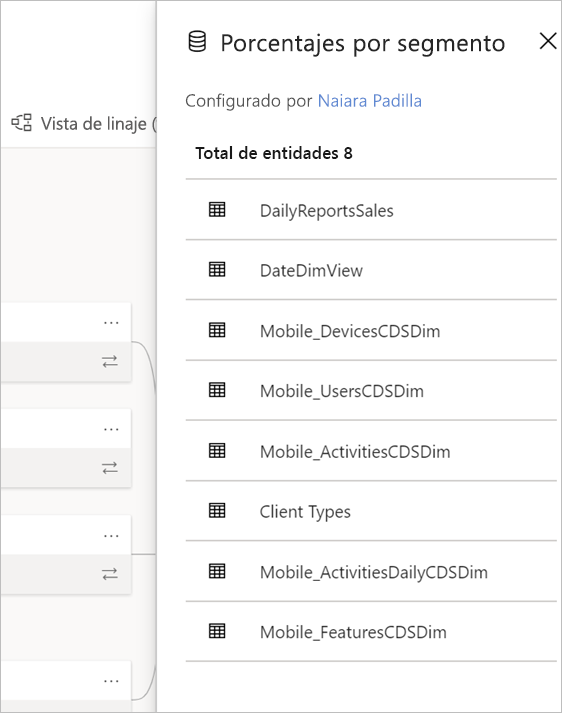 Porcentajes por segmento
Configurado por Naiara Padilla
Vista de linaje (
Total de entidades 8
DailyReportsSales
DateDimView
Mobile_DevicesCDSDim
Mobile_UsersCDSDim
Mobile_ActivitiesCDSDim
Client Types
Mobile_ActivitiesDailyCDSDim
Mobile_FeaturesCDSDim